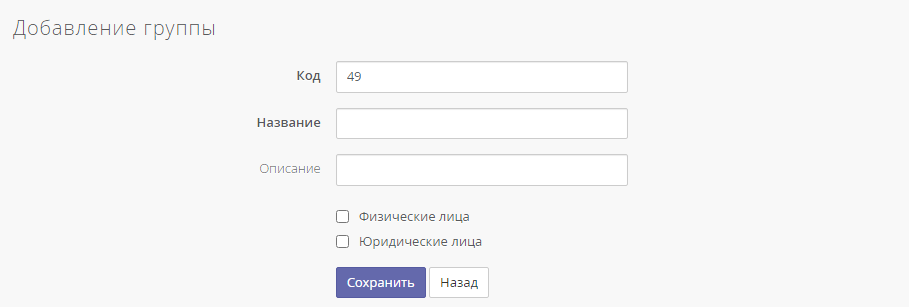 Добавление группы
Код 49
Название
Описание
Физические лица
Юридические лица
Сохранить Назад